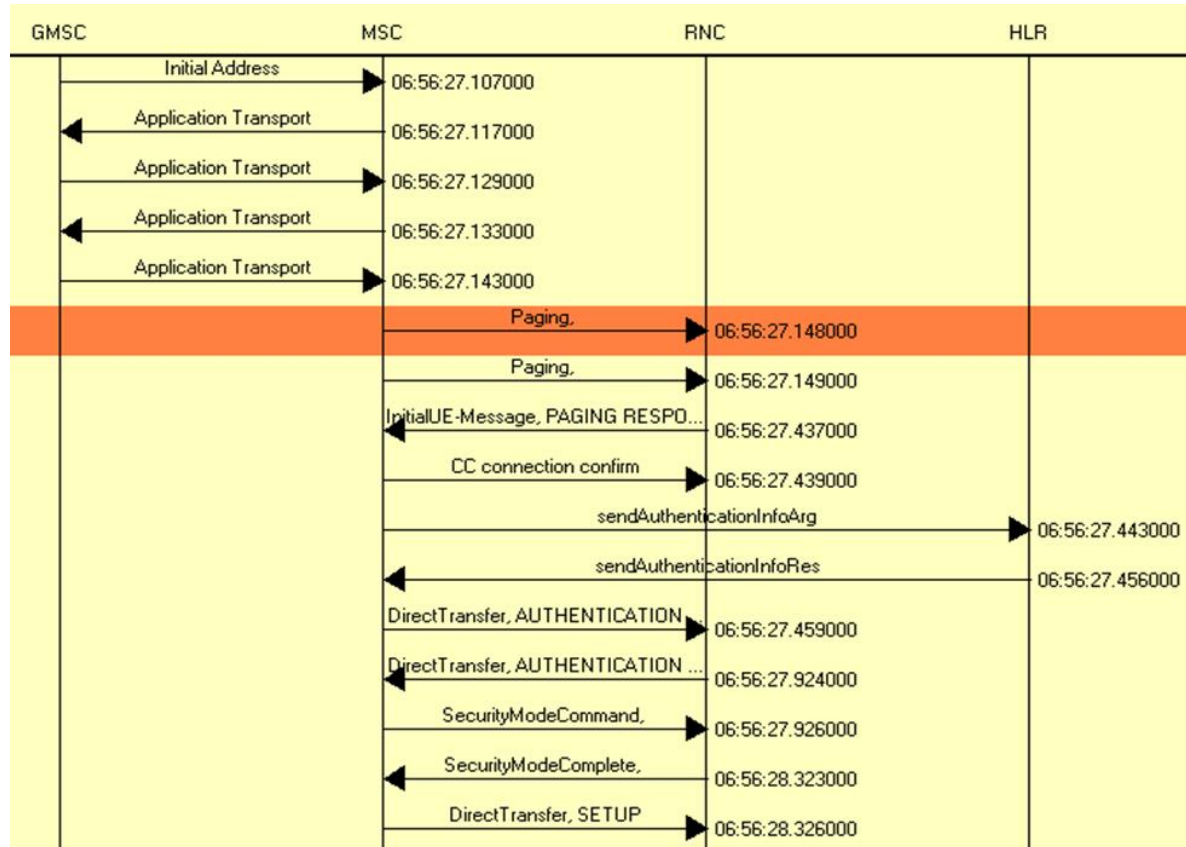 GMSC MSC RNC HLR
Initial Address
06:56:27.107000
Application Transport
06:56:27.117000
Application Transport
06:56:27.129000
Application Transport
06:56:27.133000
Application Transport
06:56:27.143000
Paging,
06:56:27.148000
Paging,
06:56:27.149000
InitialUE-Message, PAGING RESPO...
06:56:27.437000
CC connection confirm
06:56:27.439000
sendAuthenticationInfoArg
06:56:27.443000
sendAuthenticationInfoRes
06:56:27.456000
DirectTransfer, AUTHENTICATION ...
06:56:27.459000
DirectTransfer, AUTHENTICATION ...
06:56:27.924000
SecurityModeCommand,
06:56:27.926000
SecurityModeComplete,
06:56:28.323000
DirectTransfer, SETUP
06:56:28.326000